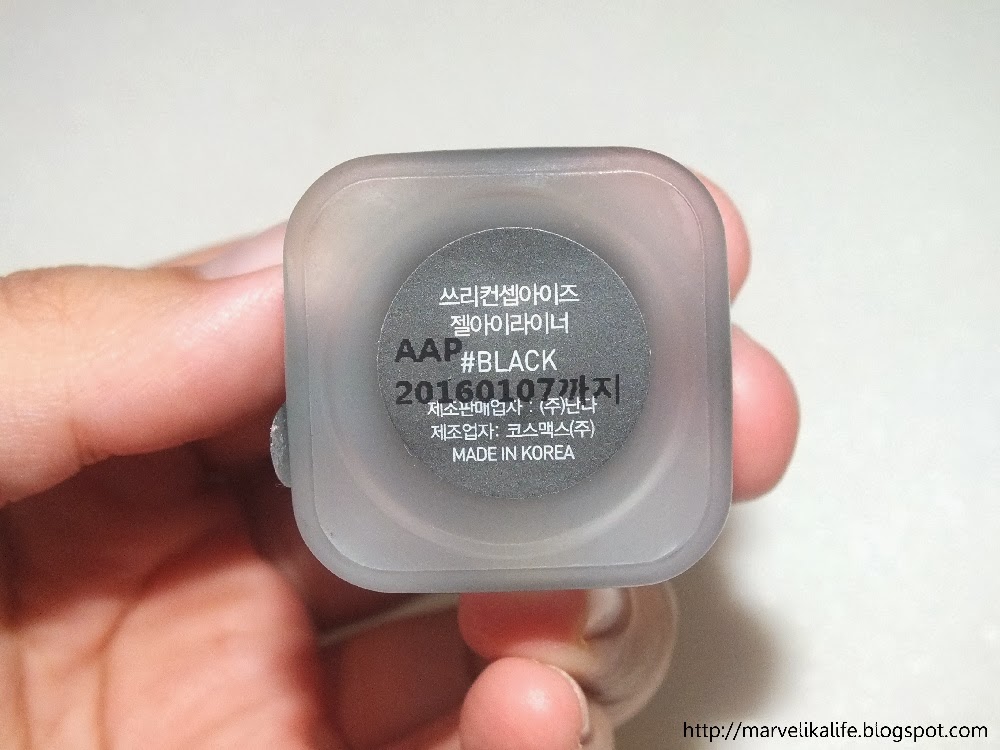 쓰리컨셉아이즈
젤아이라이너
AAP
#BLACK
20160107까지
제조판매업자 : (주)난다
제조업자: 코스맥스(주)
MADE IN KOREA
http://marvelikalife.blogspot.com